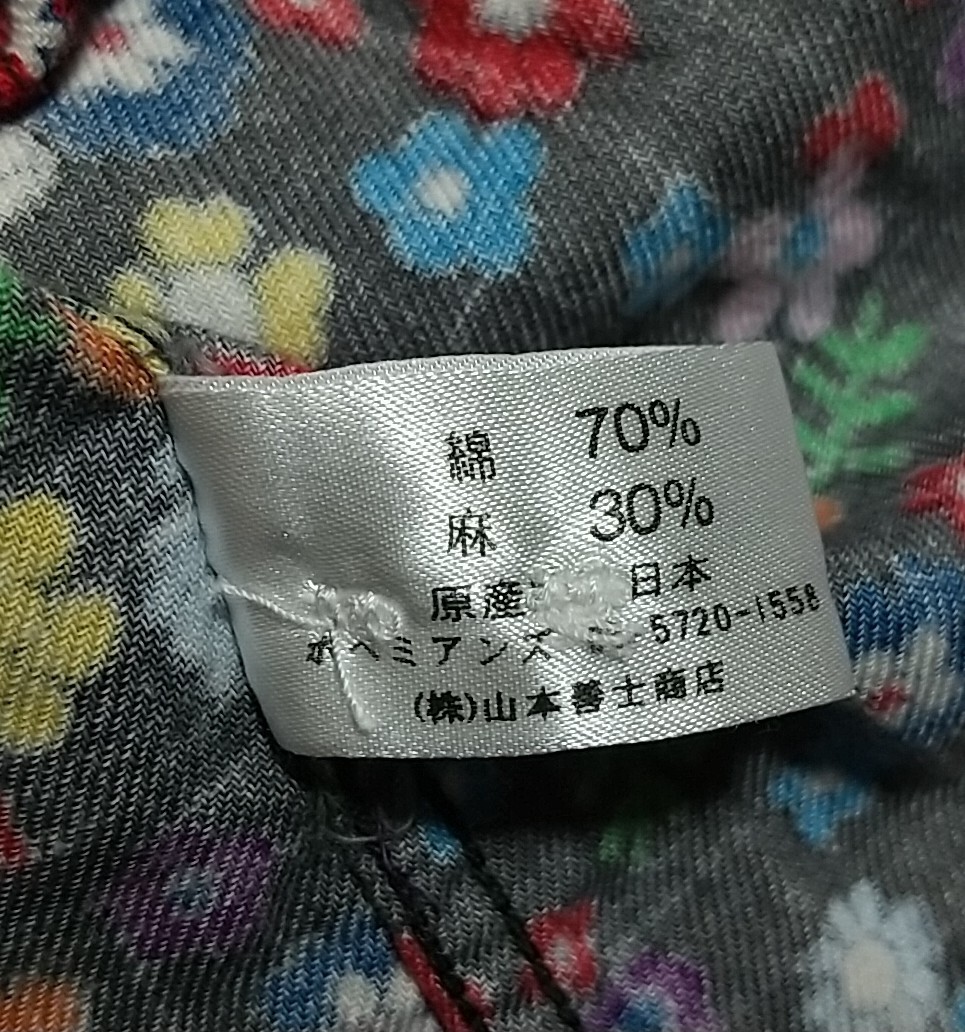 綿 70%
麻 30%
原産 日本
ボヘミアンズ 5720-1558
(株)山本善士商店